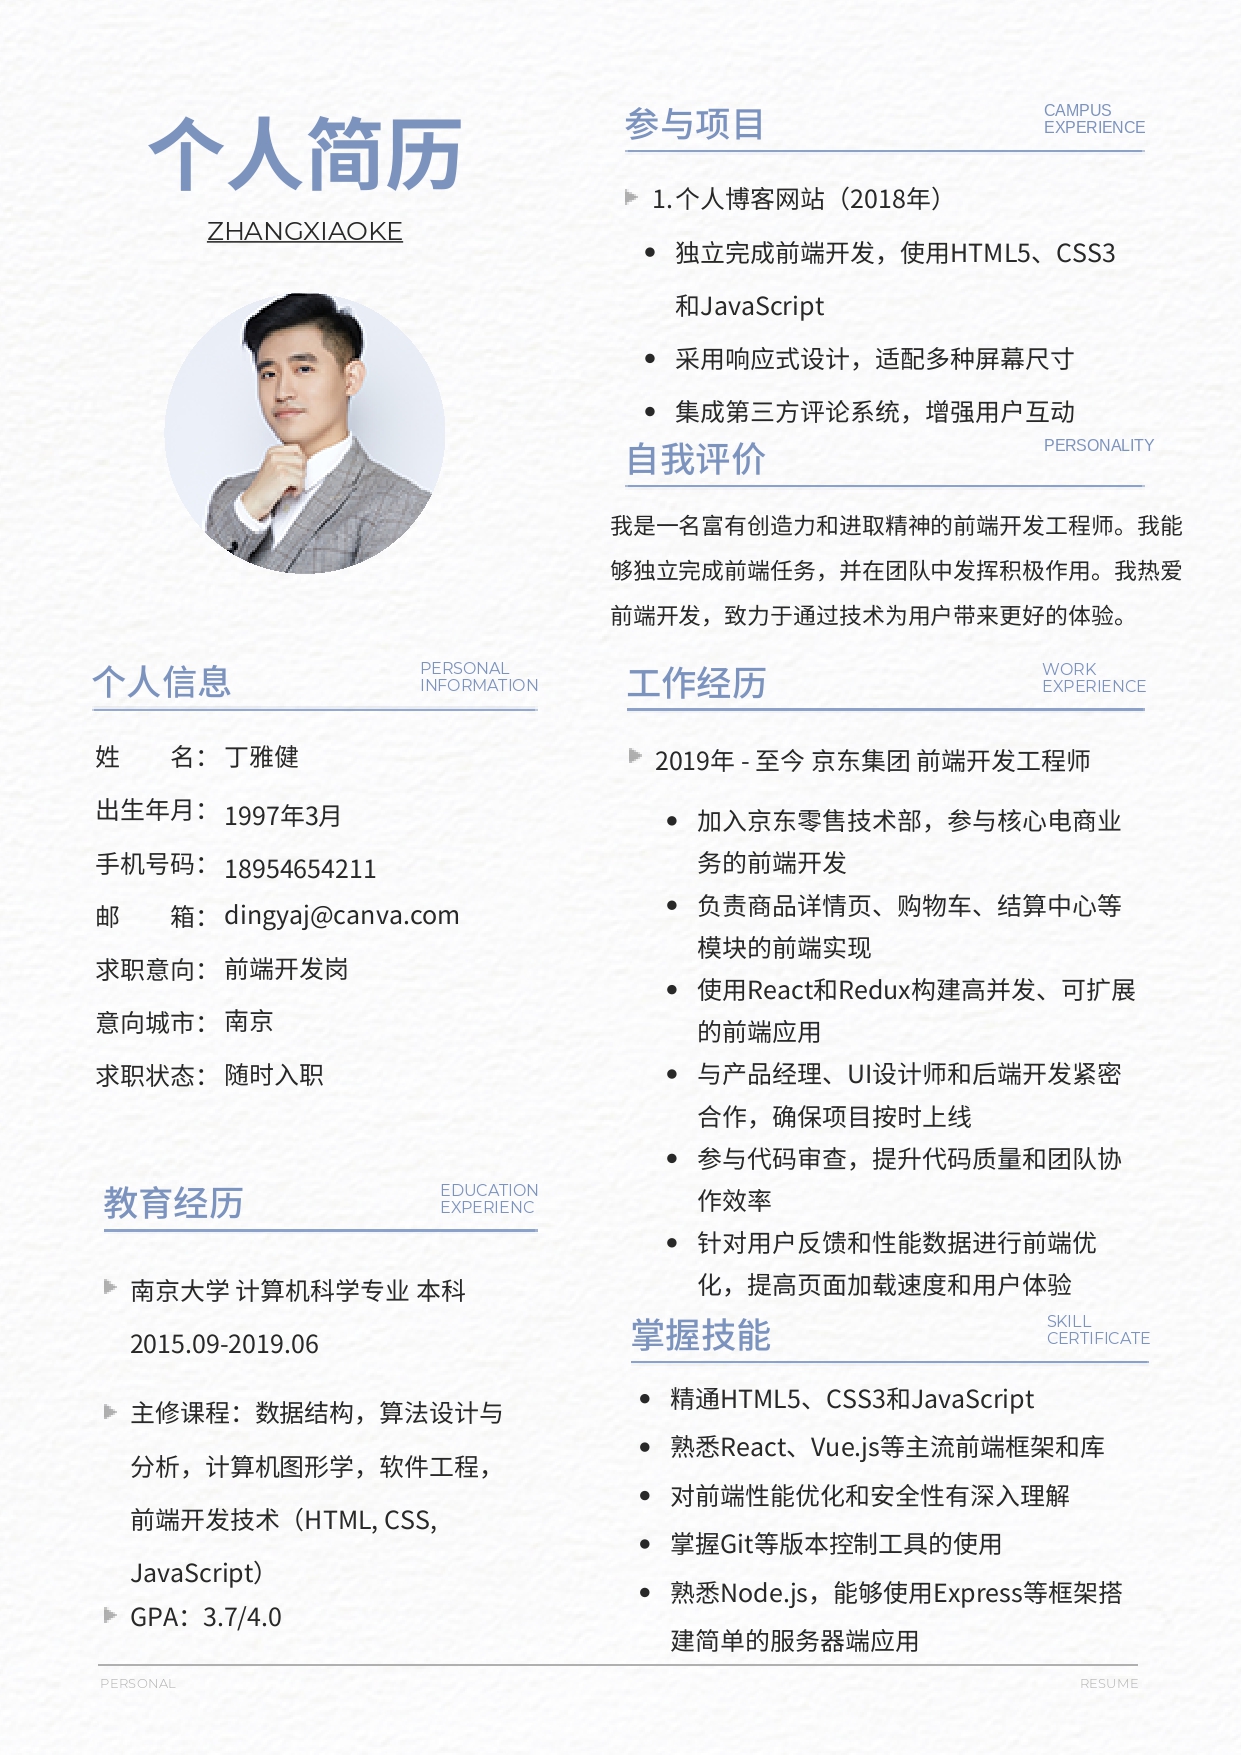 个人简历
ZHANGXIAOKE
个人信息
PERSONAL
INFORMATION
姓　　名： 丁雅健
出生年月： 1997年3月
手机号码： 18954654211
邮　　箱： dingyaj@canva.com
求职意向： 前端开发岗
意向城市： 南京
求职状态： 随时入职
教育经历
EDUCATION
EXPERIENC
南京大学 计算机科学专业 本科
2015.09-2019.06
主修课程：数据结构，算法设计与
分析，计算机图形学，软件工程，
前端开发技术（HTML, CSS,
JavaScript）
GPA：3.7/4.0
参与项目
CAMPUS
EXPERIENCE
1.个人博客网站（2018年）
• 独立完成前端开发，使用HTML5、CSS3
和JavaScript
• 采用响应式设计，适配多种屏幕尺寸
• 集成第三方评论系统，增强用户互动
自我评价
PERSONALITY
我是一名富有创造力和进取精神的前端开发工程师。我能
够独立完成前端任务，并在团队中发挥积极作用。我热爱
前端开发，致力于通过技术为用户带来更好的体验。
工作经历
WORK
EXPERIENCE
2019年 - 至今 京东集团 前端开发工程师
• 加入京东零售技术部，参与核心电商业
务的前端开发
• 负责商品详情页、购物车、结算中心等
模块的前端实现
• 使用React和Redux构建高并发、可扩展
的前端应用
• 与产品经理、UI设计师和后端开发紧密
合作，确保项目按时上线
• 参与代码审查，提升代码质量和团队协
作效率
• 针对用户反馈和性能数据进行前端优
化，提高页面加载速度和用户体验
掌握技能
SKILL
CERTIFICATE
• 精通HTML5、CSS3和JavaScript
• 熟悉React、Vue.js等主流前端框架和库
• 对前端性能优化和安全性有深入理解
• 掌握Git等版本控制工具的使用
• 熟悉Node.js，能够使用Express等框架搭
建简单的服务器端应用
PERSONAL
RESUME